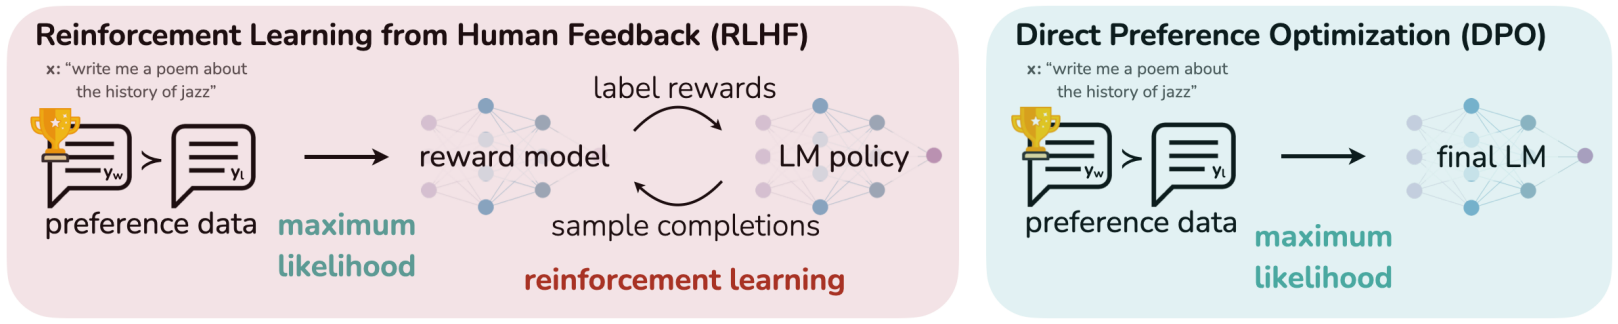 Reinforcement Learning from Human Feedback (RLHF)
x: “write me a poem about
the history of jazz”
label rewards
yw
≻
yl
reward model
LM policy
preference data
maximum
likelihood
sample completions
reinforcement learning
Direct Preference Optimization (DPO)
x: “write me a poem about
the history of jazz”
yw
≻
yl
final LM
preference data
maximum
likelihood